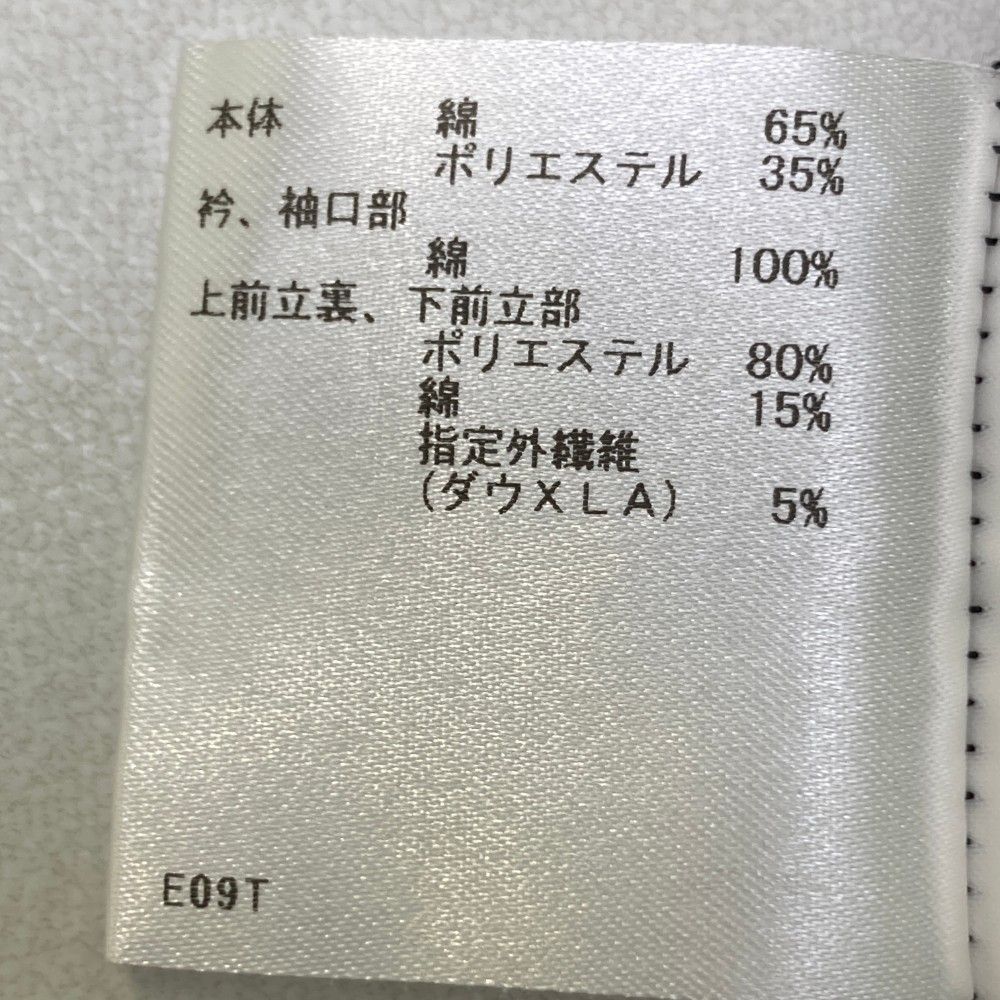 本体 綿 65%
ポリエステル 35%
衿、袖口部
綿 100%
上前立裏、下前立部
ポリエステル 80%
綿 15%
指定外繊維
(ダウXLA) 5%
E09T